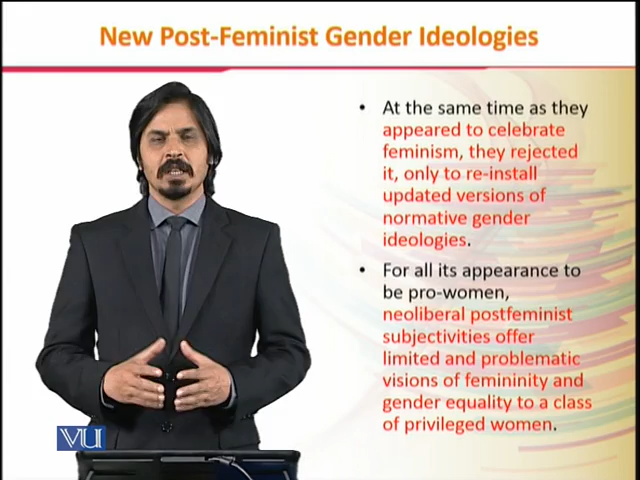 New Post-Feminist Gender Ideologies
• At the same time as they
appeared to celebrate
feminism, they rejected
it, only to re-install
updated versions of
normative gender
ideologies.
• For all its appearance to
be pro-women,
neoliberal postfeminist
subjectivities offer
limited and problematic
visions of femininity and
gender equality to a class
of privileged women.
VU